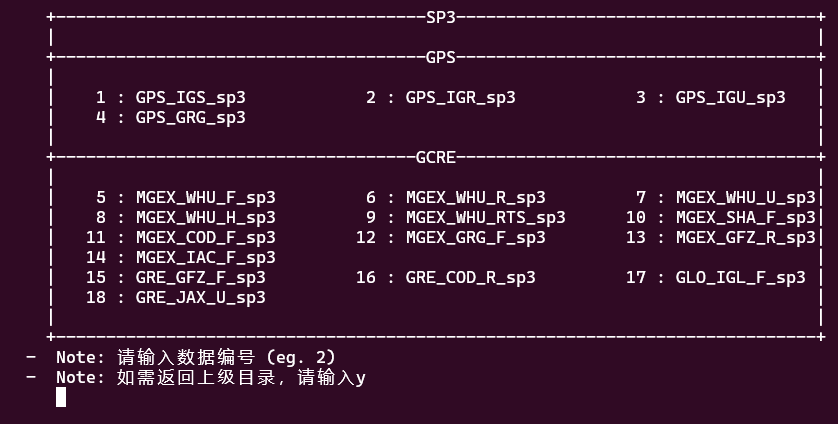 SP3
GPS
1 : GPS_IGS_sp3 2 : GPS_IGR_sp3 3 : GPS_IGU_sp3
4 : GPS_GRG_sp3
GCRE
5 : MGEX_WHU_F_sp3 6 : MGEX_WHU_R_sp3 7 : MGEX_WHU_U_sp3
8 : MGEX_WHU_H_sp3 9 : MGEX_WHU_RTS_sp3 10 : MGEX_SHA_F_sp3
11 : MGEX_COD_F_sp3 12 : MGEX_GRG_F_sp3 13 : MGEX_GFZ_R_sp3
14 : MGEX_IAC_F_sp3
15 : GRE_GFZ_F_sp3 16 : GRE_COD_R_sp3 17 : GLO_IGL_F_sp3
18 : GRE_JAX_U_sp3
- Note: 请输入数据编号 (eg. 2)
- Note: 如需返回上级目录，请输入y